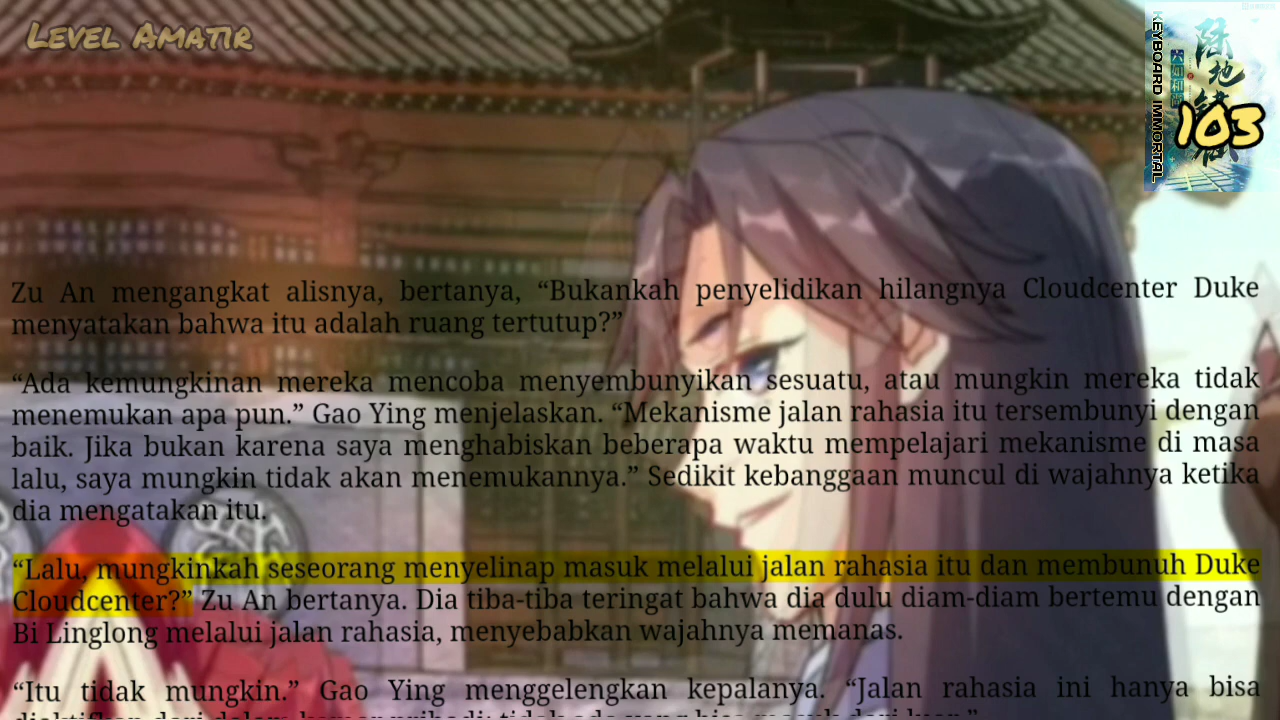 Level Amatir
KEYBOARD IMMORTAL
103
Zu An mengangkat alisnya, bertanya, “Bukankah penyelidikan hilangnya Cloudcenter Duke
menyatakan bahwa itu adalah ruang tertutup?”
“Ada kemungkinan mereka mencoba menyembunyikan sesuatu, atau mungkin mereka tidak
menemukan apa pun.” Gao Ying menjelaskan. “Mekanisme jalan rahasia itu tersembunyi dengan
baik. Jika bukan karena saya menghabiskan beberapa waktu mempelajari mekanisme di masa
lalu, saya mungkin tidak akan menemukannya.” Sedikit kebanggaan muncul di wajahnya ketika
dia mengatakan itu.
“Lalu, mungkinkah seseorang menyelinap masuk melalui jalan rahasia itu dan membunuh Duke
Cloudcenter?” Zu An bertanya. Dia tiba-tiba teringat bahwa dia dulu diam-diam bertemu dengan
Bi Linglong melalui jalan rahasia, menyebabkan wajahnya memanas.
“Itu tidak mungkin.” Gao Ying menggelengkan kepalanya. “Jalan rahasia ini hanya bisa